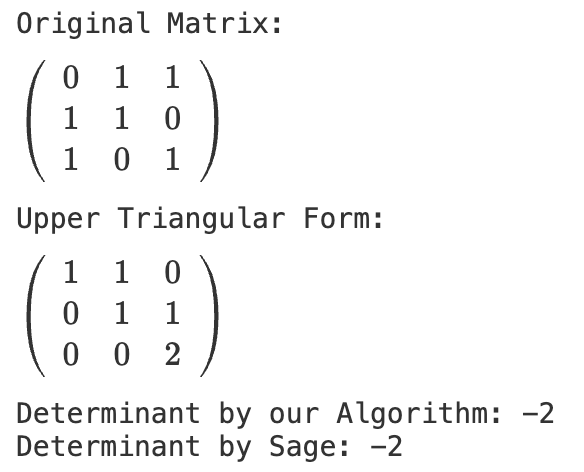 Original Matrix:
0 1 1
1 1 0
1 0 1
Upper Triangular Form:
1 1 0
0 1 1
0 0 2
Determinant by our Algorithm: −2
Determinant by Sage: −2